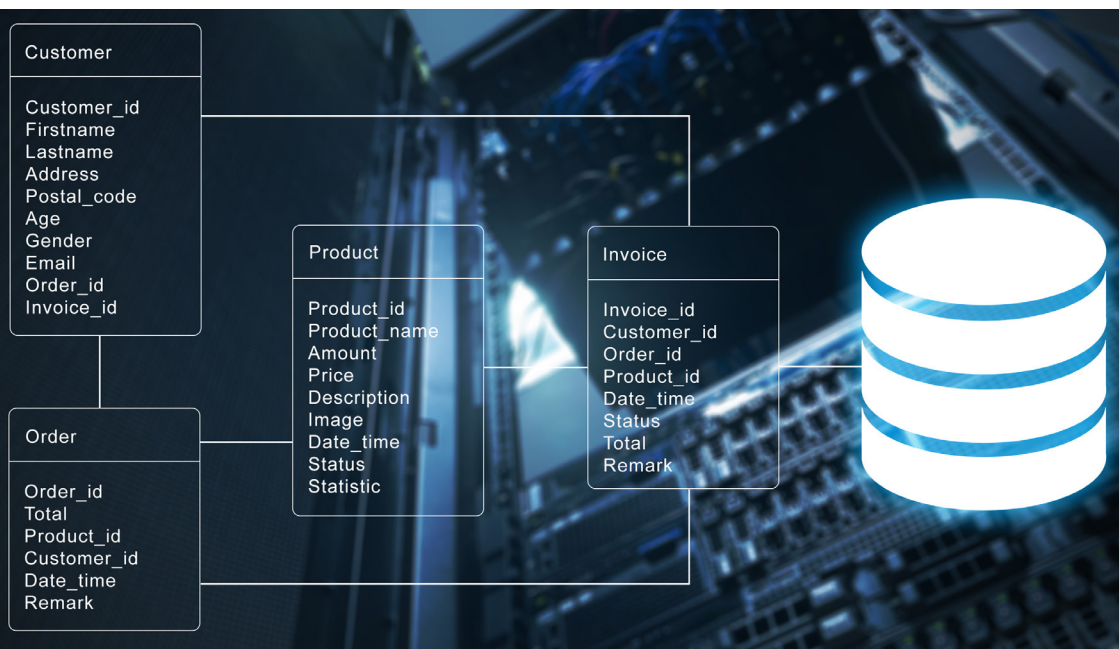 Customer
Customer_id
Firstname
Lastname
Address
Postal_code
Age
Gender
Email
Order_id
Invoice_id
Order
Order_id
Total
Product_id
Customer_id
Date_time
Remark
Product
Product_id
Product_name
Amount
Price
Description
Image
Date_time
Status
Statistic
Invoice
Invoice_id
Customer_id
Order_id
Product_id
Date_time
Status
Total
Remark